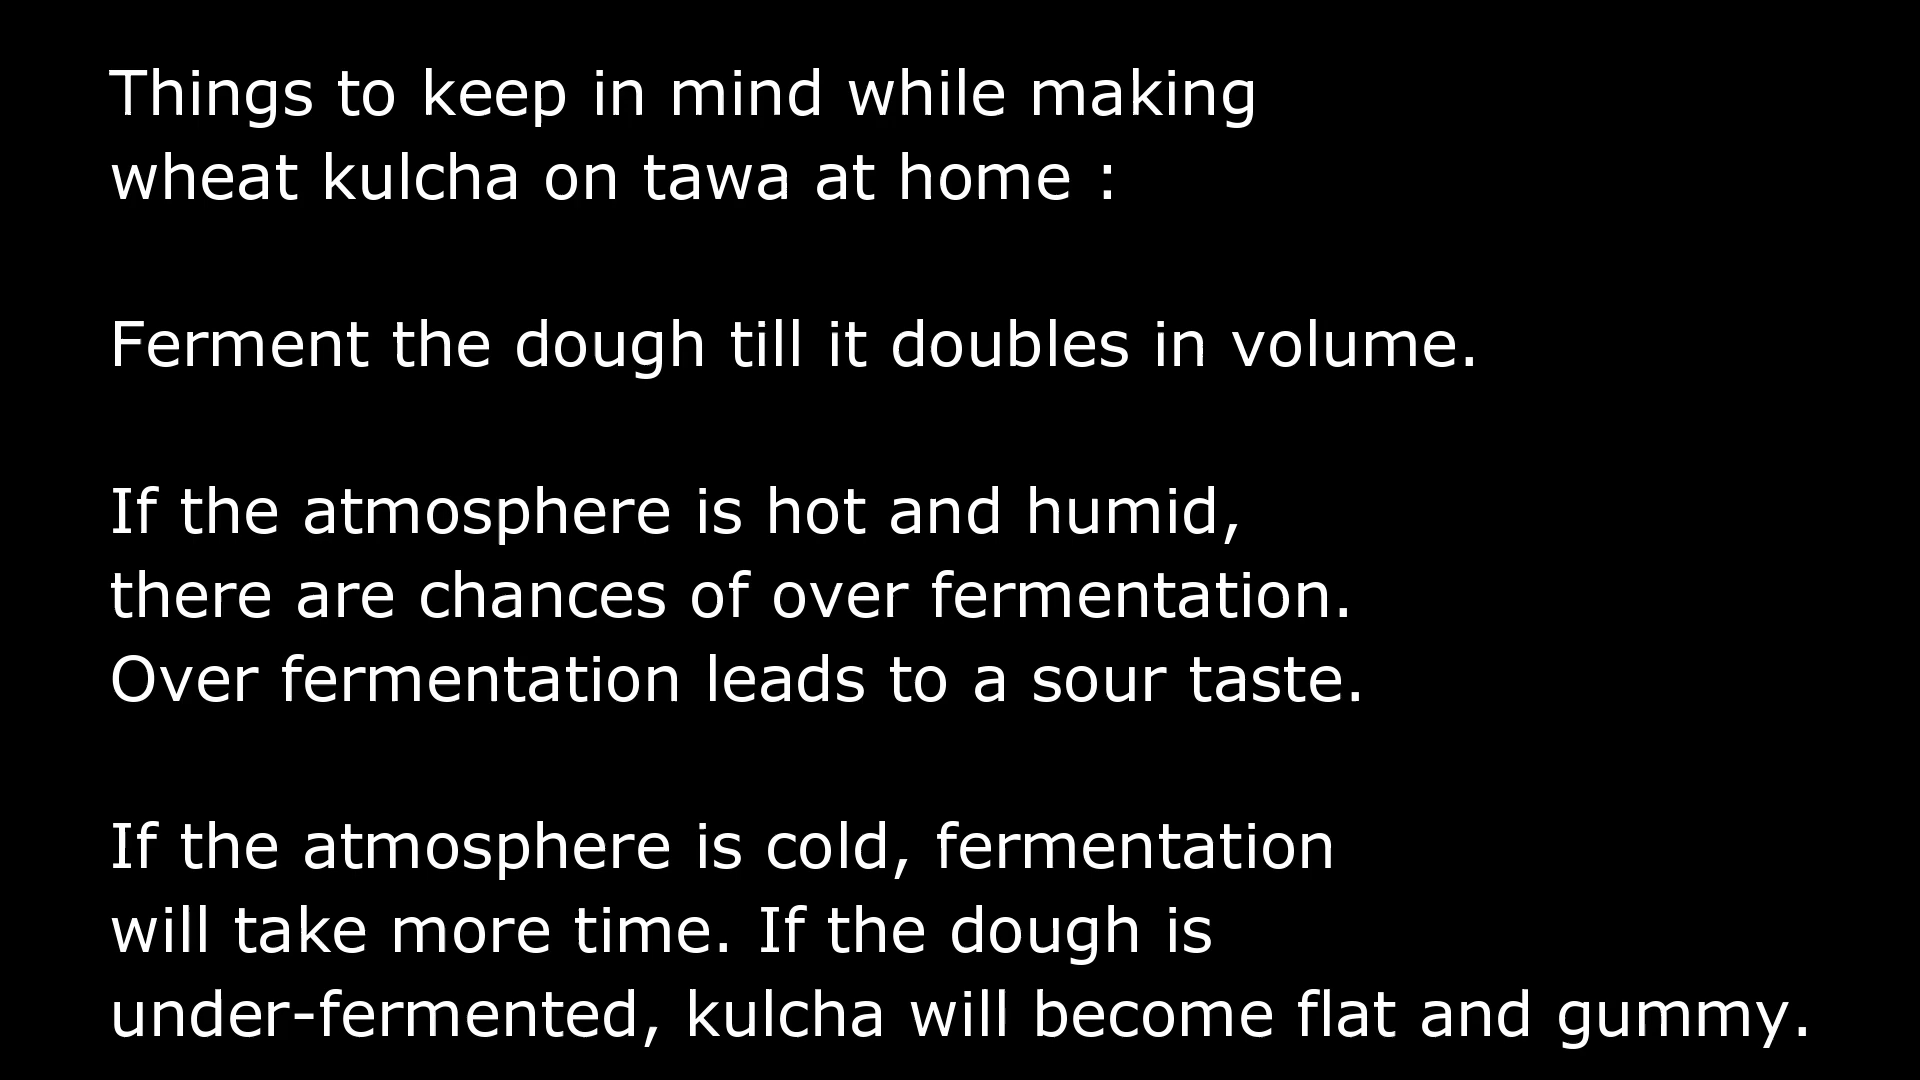 Things to keep in mind while making
wheat kulcha on tawa at home :
Ferment the dough till it doubles in volume.
If the atmosphere is hot and humid,
there are chances of over fermentation.
Over fermentation leads to a sour taste.
If the atmosphere is cold, fermentation
will take more time. If the dough is
under-fermented, kulcha will become flat and gummy.